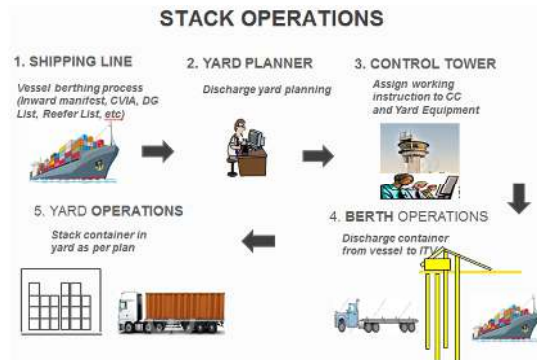 STACK OPERATIONS
1. SHIPPING LINE
Vessel berthing process
(Inward manifest, CVIA, DG
List, Reefer List, etc)
2. YARD PLANNER
Discharge yard planning
3. CONTROL TOWER
Assign working
instruction to CC
and Yard Equipment
4. BERTH OPERATIONS
Discharge container
from vessel to ITV
5. YARD OPERATIONS
Stack container in
yard as per plan